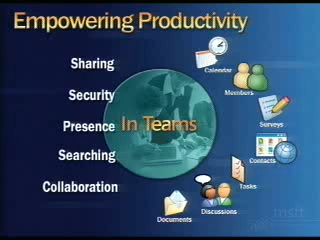 Empowering Productivity
Sharing
Security
Presence
Searching
Collaboration
In Teams
Calendar
Members
Surveys
Contacts
Tasks
Discussions
Documents